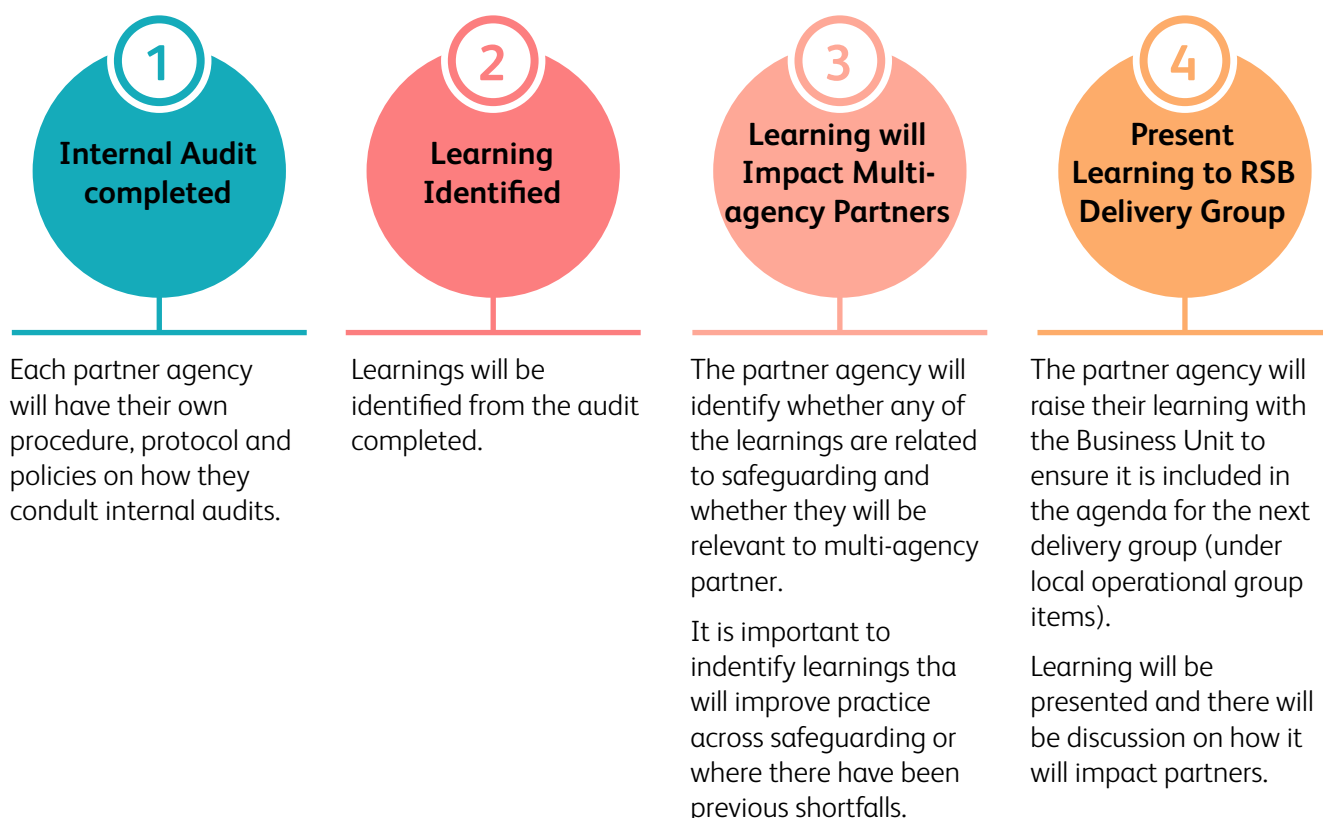 1
Internal Audit
completed
Each partner agency
will have their own
procedure, protocol and
policies on how they
condult internal audits.
2
Learning
Identified
Learnings will be
identified from the audit
completed.
3
Learning will
Impact Multi-
agency Partners
The partner agency will
identify whether any of
the learnings are related
to safeguarding and
whether they will be
relevant to multi-agency
partner.
It is important to
indentify learnings tha
will improve practice
across safeguarding or
where there have been
previous shortfalls.
4
Present
Learning to RSB
Delivery Group
The partner agency will
raise their learning with
the Business Unit to
ensure it is included in
the agenda for the next
delivery group (under
local operational group
items).
Learning will be
presented and there will
be discussion on how it
will impact partners.